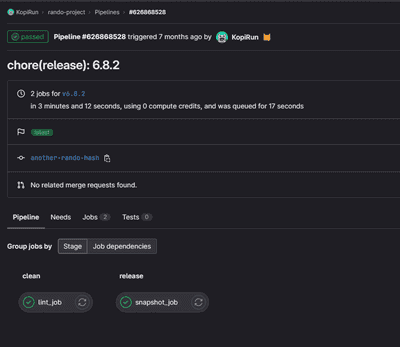 KopiRun › rando-project › Pipelines › #626868528
passed Pipeline #626868528 triggered 7 months ago by KopiRun
chore(release): 6.8.2
2 jobs for v6.8.2
in 3 minutes and 12 seconds, using 0 compute credits, and was queued for 17 seconds
latest
another-rando-hash
No related merge requests found.
Pipeline Needs Jobs 2 Tests 0
Group jobs by Stage Job dependencies
clean release
lint_job snapshot_job